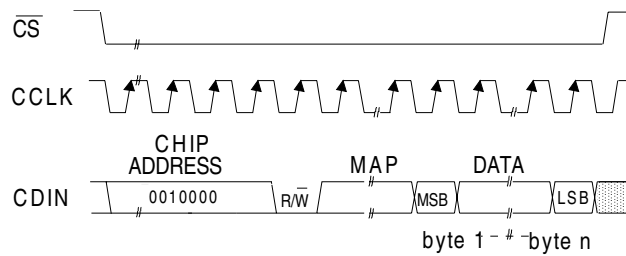 CS
CCLK
CHIP
ADDRESS
MAP
DATA
CDIN
0010000
R/W
MSB
LSB
byte 1
byte n